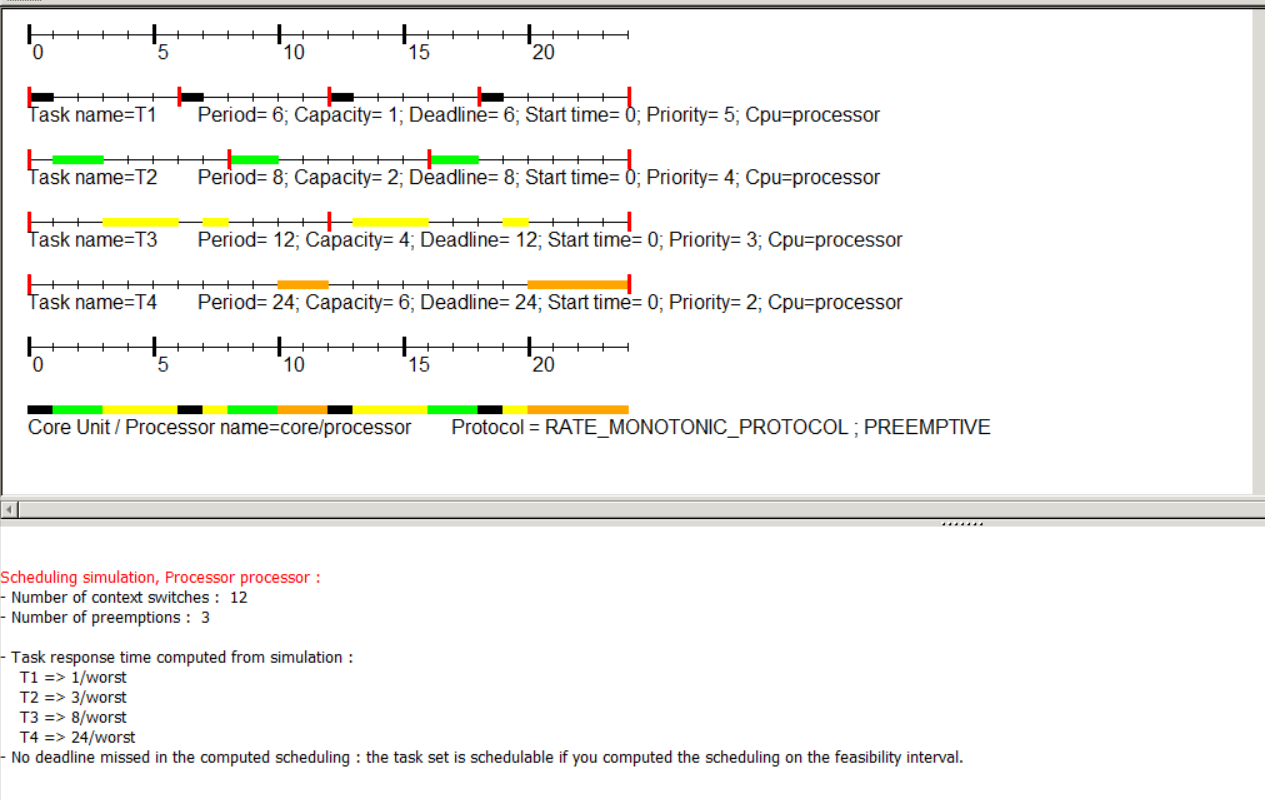 0 5 10 15 20
Task name=T1 Period= 6; Capacity= 1; Deadline= 6; Start time= 0; Priority= 5; Cpu=processor
Task name=T2 Period= 8; Capacity= 2; Deadline= 8; Start time= 0; Priority= 4; Cpu=processor
Task name=T3 Period= 12; Capacity= 4; Deadline= 12; Start time= 0; Priority= 3; Cpu=processor
Task name=T4 Period= 24; Capacity= 6; Deadline= 24; Start time= 0; Priority= 2; Cpu=processor
0 5 10 15 20
Core Unit / Processor name=core/processor Protocol = RATE_MONOTONIC_PROTOCOL ; PREEMPTIVE
Scheduling simulation, Processor processor :
- Number of context switches : 12
- Number of preemptions : 3
- Task response time computed from simulation :
T1 => 1/worst
T2 => 3/worst
T3 => 8/worst
T4 => 24/worst
- No deadline missed in the computed scheduling : the task set is schedulable if you computed the scheduling on the feasibility interval.